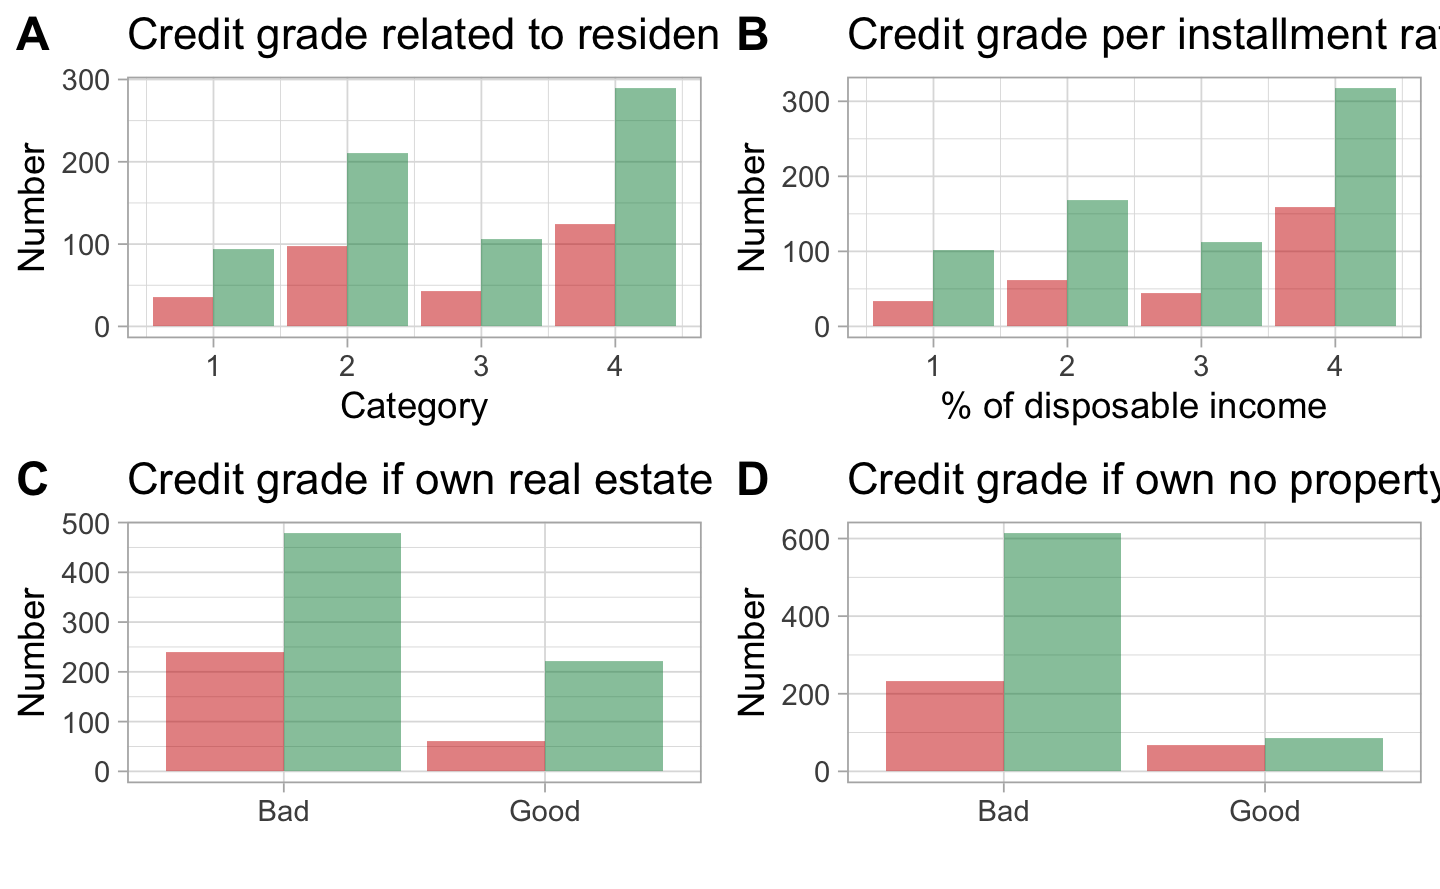 A Credit grade related to residen
Number
300
200
100
0
1 2 3 4
Category
B Credit grade per installment ra
Number
300
200
100
0
1 2 3 4
% of disposable income
C Credit grade if own real estate
Number
500
400
300
200
100
0
Bad Good
D Credit grade if own no property
Number
600
400
200
0
Bad Good